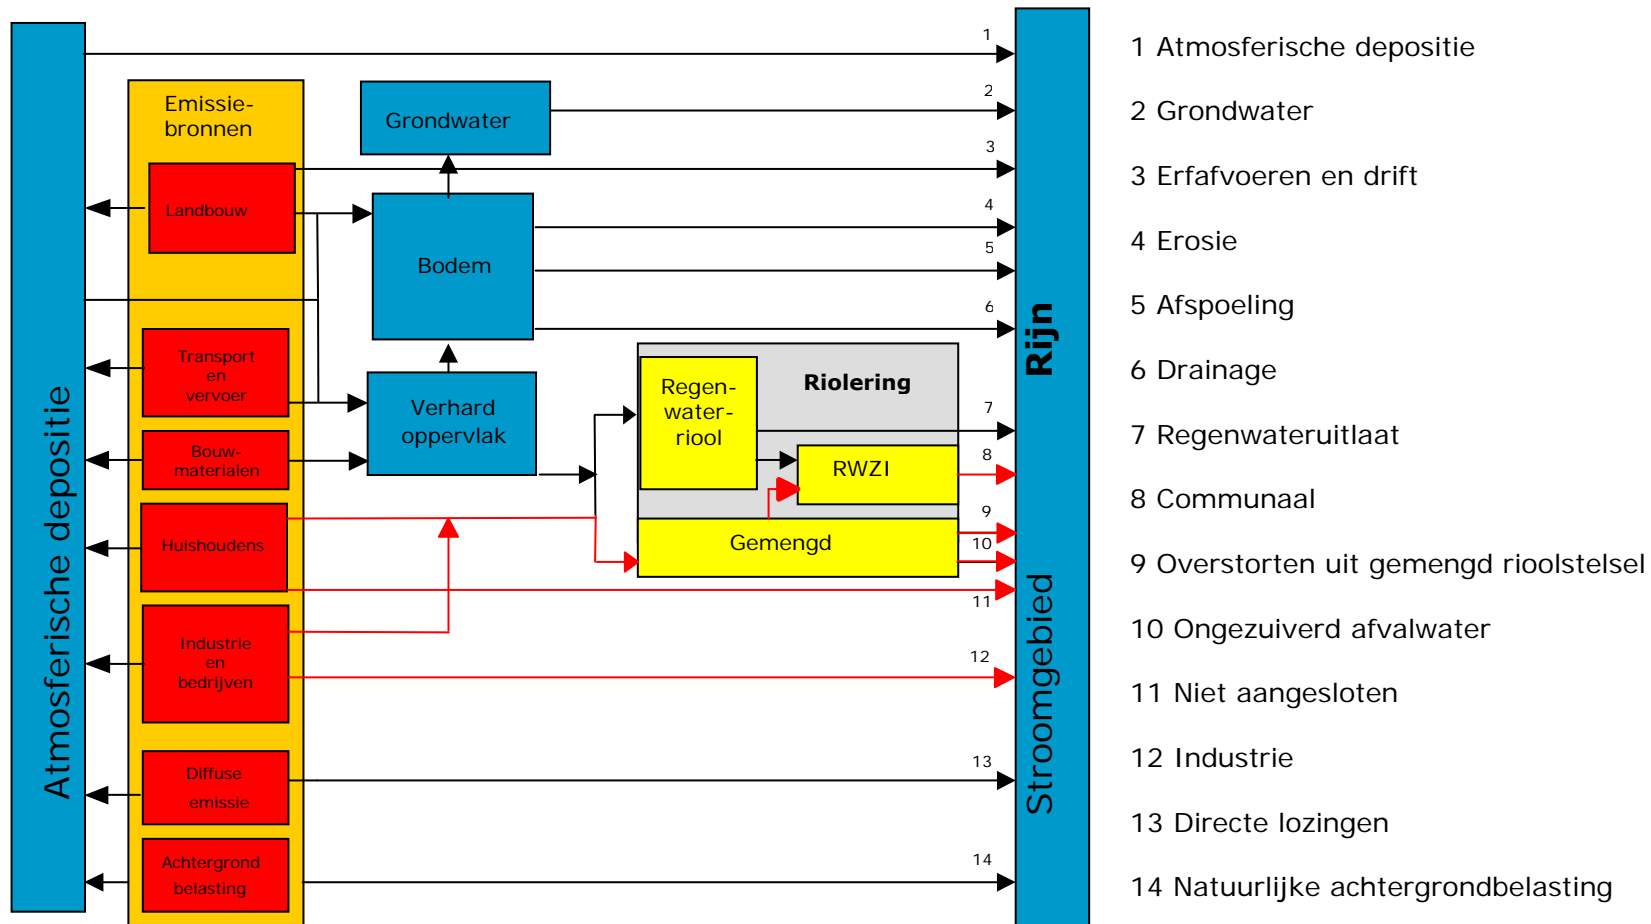 Atmosferische depositie
Emissie-
bronnen
Landbouw
Transport
en
vervoer
Bouw-
materialen
Huishoudens
Industrie
en
bedrijven
Diffuse
emissie
Achtergrond
belasting
Grondwater
Bodem
Verhard
oppervlak
Riolering
Regen-
water-
riool
RWZI
Gemengd
1
2
3
4
5
6
7
8
9
10
11
12
13
14
Stroomgebied Rijn
1 Atmosferische depositie
2 Grondwater
3 Erfafvoeren en drift
4 Erosie
5 Afspoeling
6 Drainage
7 Regenwateruitlaat
8 Communaal
9 Overstorten uit gemengd rioolstelsel
10 Ongezuiverd afvalwater
11 Niet aangesloten
12 Industrie
13 Directe lozingen
14 Natuurlijke achtergrondbelasting